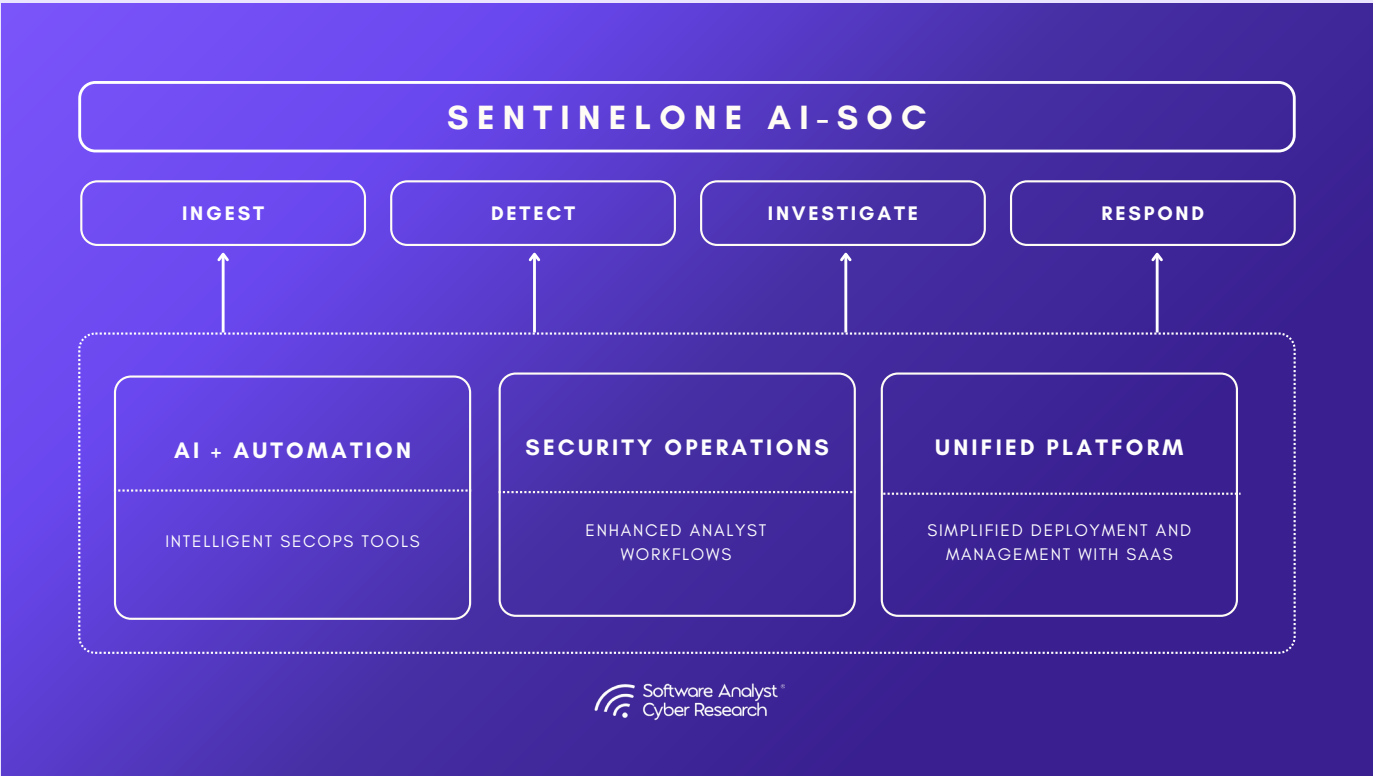 SENTINELONE AI-SOC
INGEST
DETECT
INVESTIGATE
RESPOND
AI + AUTOMATION
INTELLIGENT SECOPS TOOLS
SECURITY OPERATIONS
ENHANCED ANALYST
WORKFLOWS
UNIFIED PLATFORM
SIMPLIFIED DEPLOYMENT AND
MANAGEMENT WITH SAAS
Software Analyst
Cyber Research